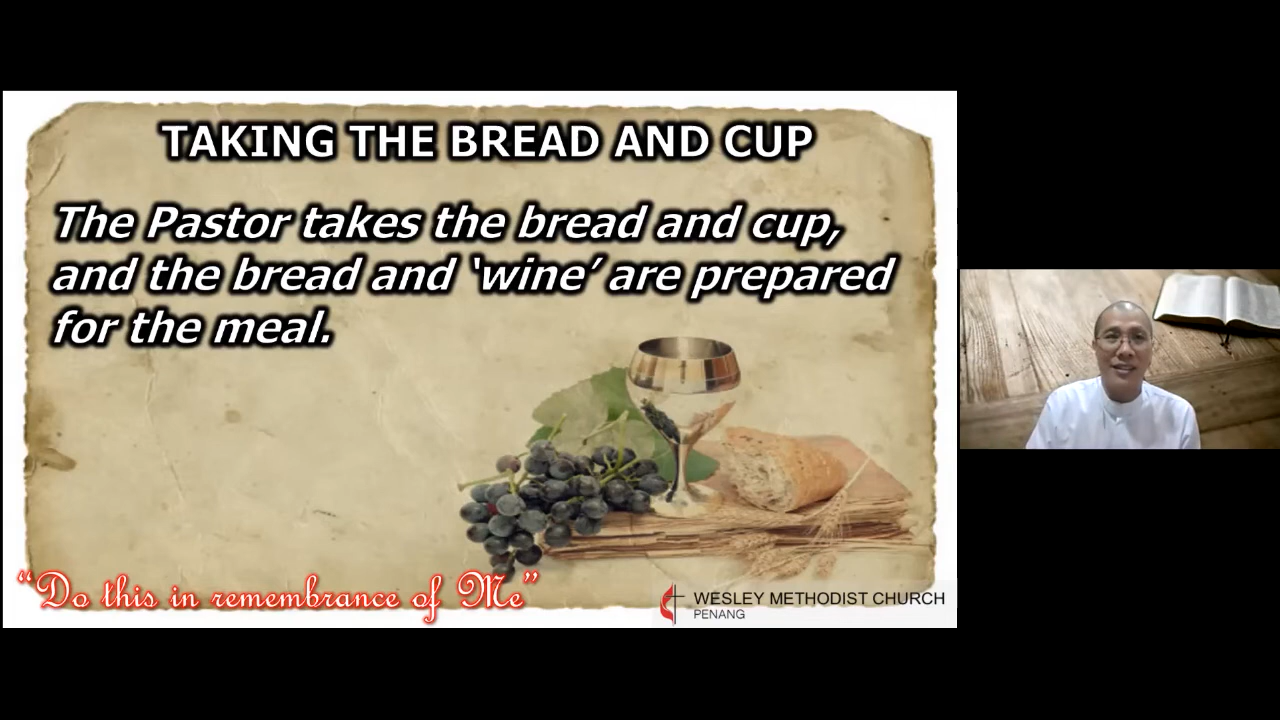 TAKING THE BREAD AND CUP
The Pastor takes the bread and cup,
and the bread and ‘wine’ are prepared
for the meal.
“Do this in remembrance of Me”
WESLEY METHODIST CHURCH
PENANG